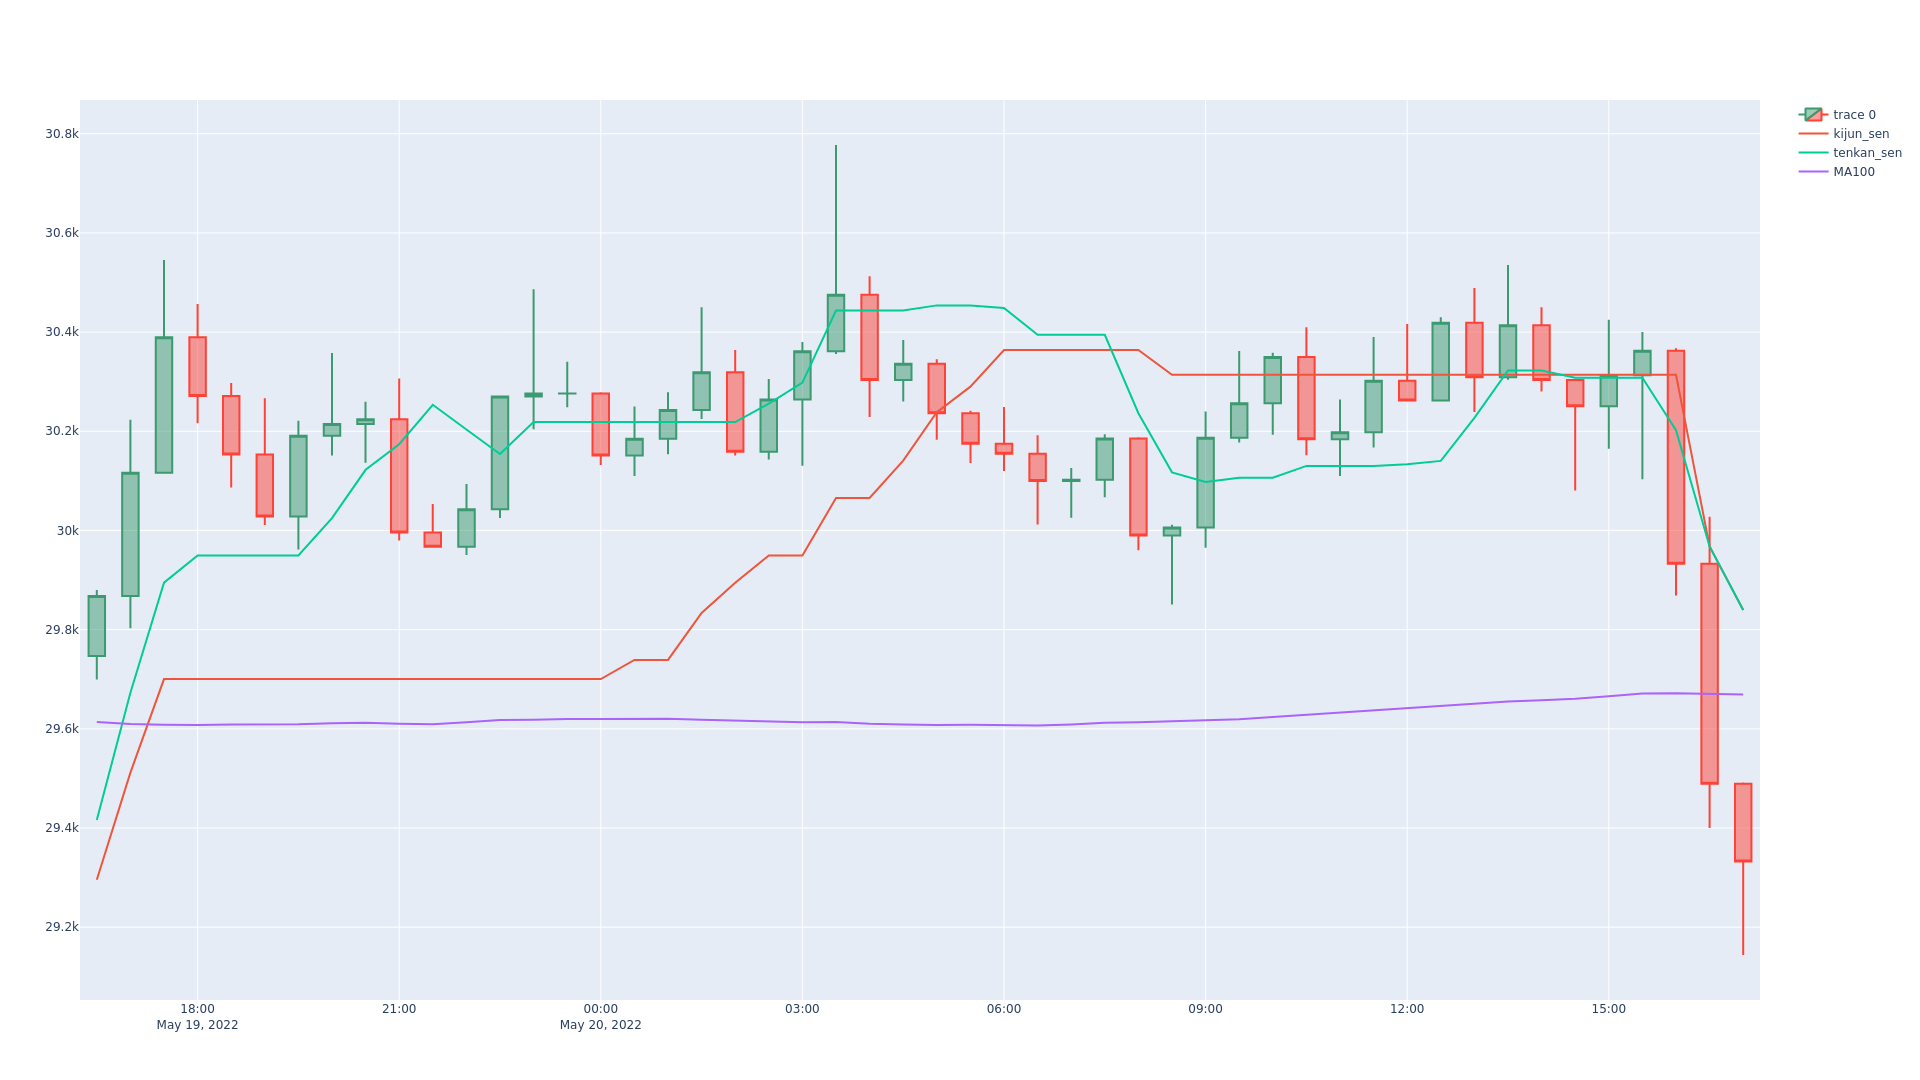 30.8k
30.6k
30.4k
30.2k
30k
29.8k
29.6k
29.4k
29.2k
18:00
May 19, 2022
21:00
00:00
May 20, 2022
03:00
06:00
09:00
12:00
15:00
trace 0
kijun_sen
tenkan_sen
MA100